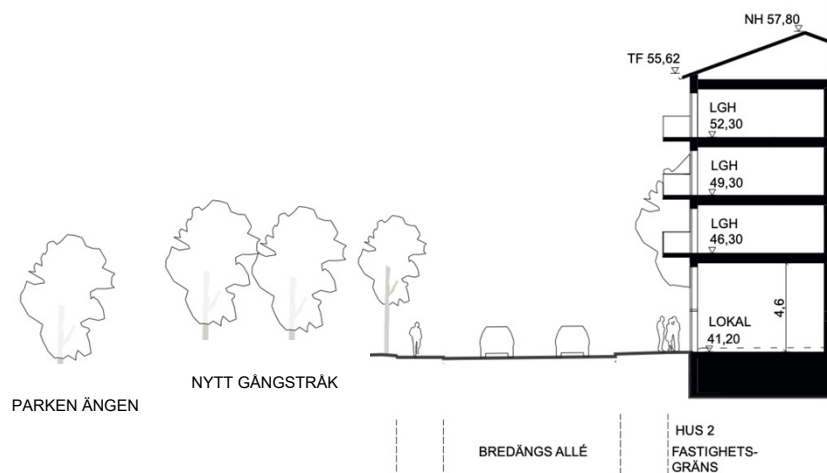 NH 57,80
TF 55,62
LGH
52,30
LGH
49,30
LGH
46,30
4,6
LOKAL
41,20
NYTT GÅNGSTRÅK
PARKEN ÄNGEN
BREDÄNGS ALLÉ
HUS 2
FASTIGHETS-
GRÄNS